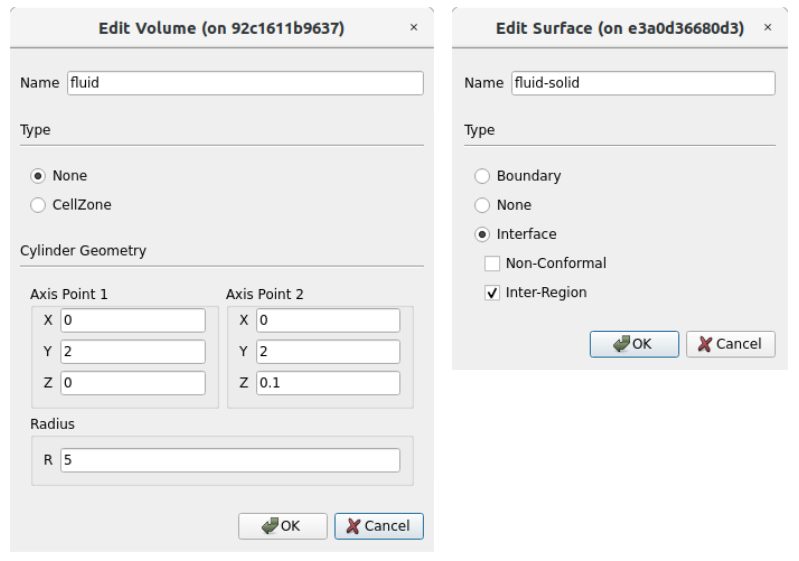 Edit Volume (on 92c1611b9637) ×
Name fluid
Type
None
CellZone
Cylinder Geometry
Axis Point 1 Axis Point 2
X 0 X 0
Y 2 Y 2
Z 0 Z 0.1
Radius
R 5
OK Cancel
Edit Surface (on e3a0d36680d3) ×
Name fluid-solid
Type
Boundary
None
Interface
Non-Conformal
Inter-Region
OK Cancel